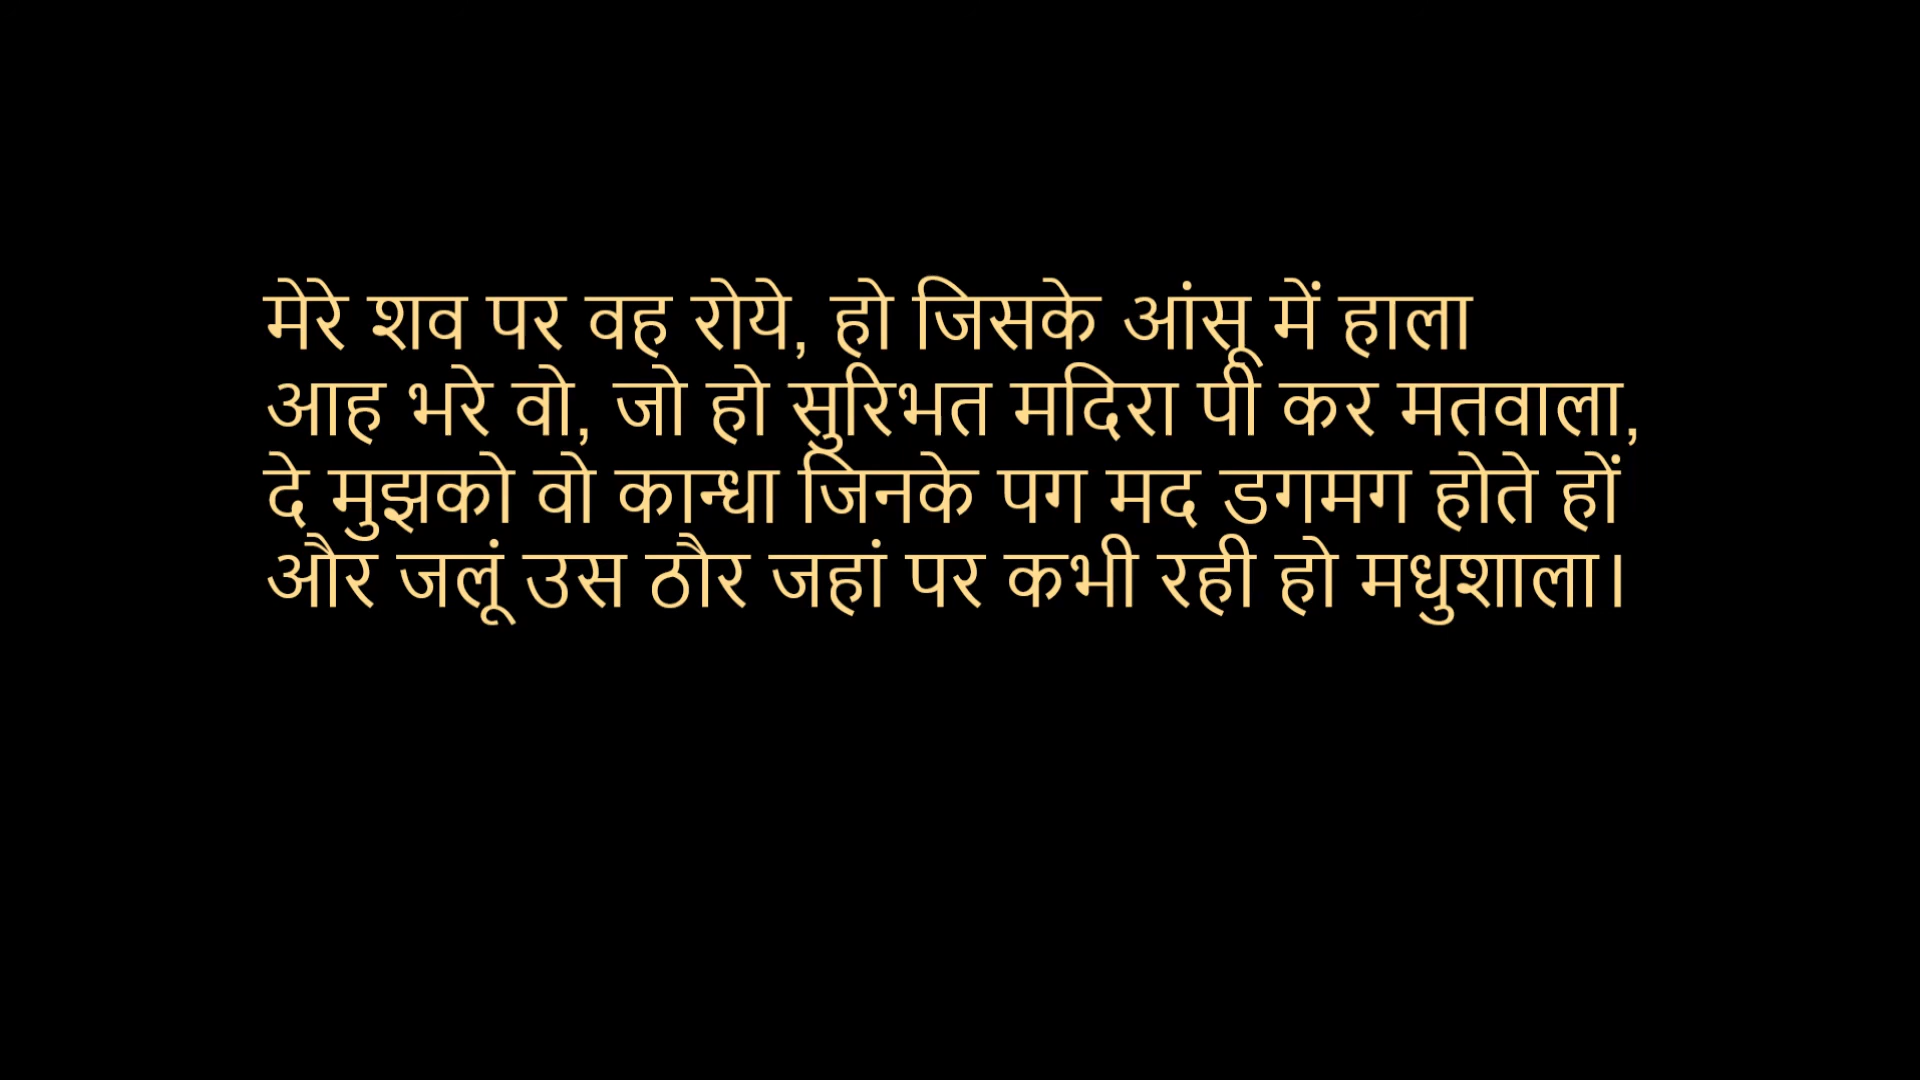 मेरे शव पर वह रोये, हो जिसके आंसू में हाला
आह भरे वो, जो हो सुरिभत मदिरा पी कर मतवाला,
दे मुझको वो कान्धा जिनके पग मद डगमग होते हों
और जलूं उस ठौर जहां पर कभी रही हो मधुशाला।